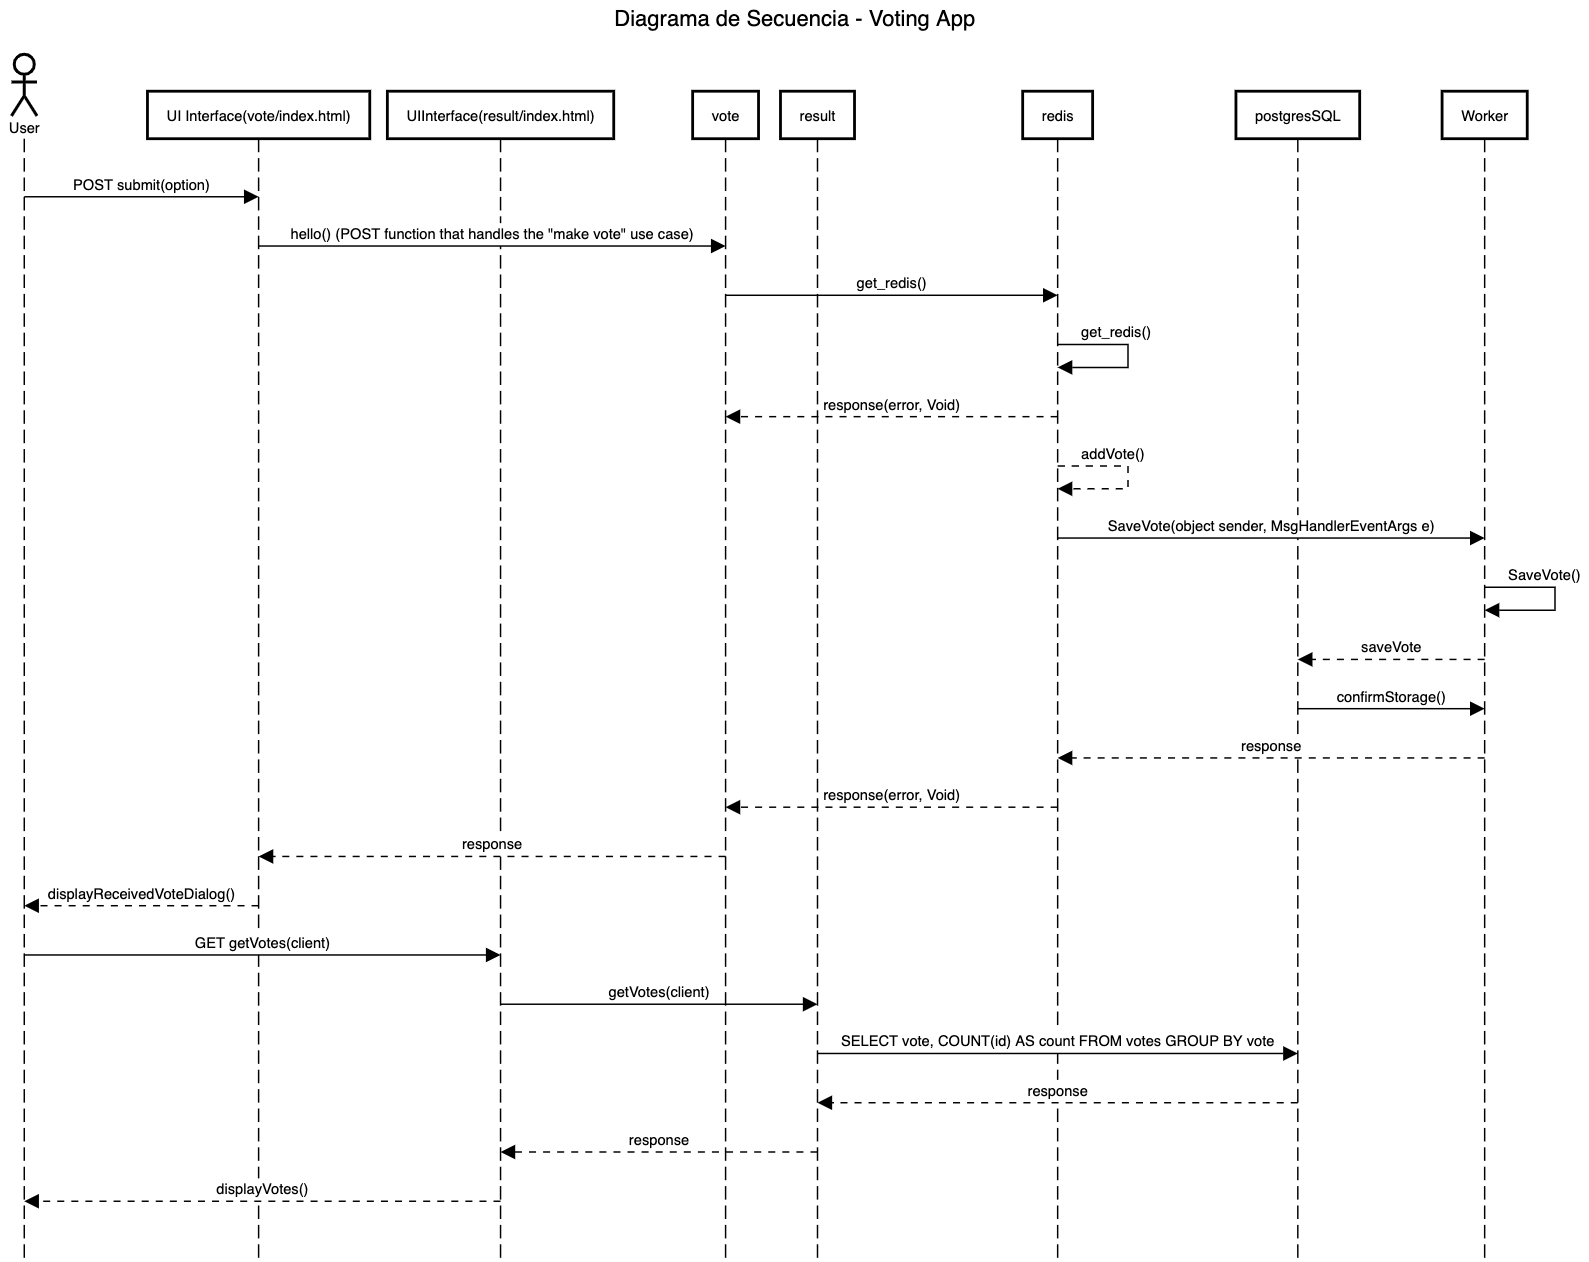 Diagrama de Secuencia - Voting App
User
UI Interface(vote/index.html)
UIInterface(result/index.html)
vote
result
redis
postgresSQL
Worker
POST submit(option)
hello() (POST function that handles the "make vote" use case)
get_redis()
get_redis()
response(error, Void)
addVote()
SaveVote(object sender, MsgHandlerEventArgs e)
SaveVote()
saveVote
confirmStorage()
response
response(error, Void)
response
displayReceivedVoteDialog()
GET getVotes(client)
getVotes(client)
SELECT vote, COUNT(id) AS count FROM votes GROUP BY vote
response
response
displayVotes()